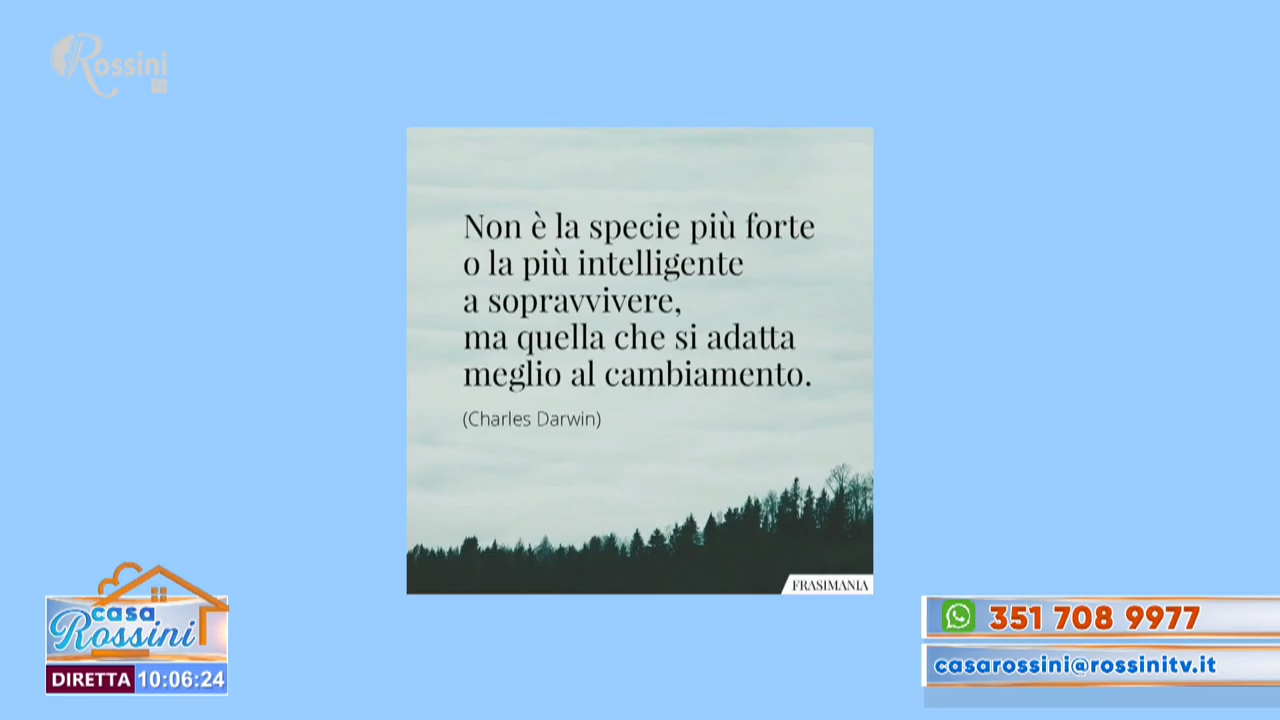 Rossini
TV
Non è la specie più forte
o la più intelligente
a sopravvivere,
ma quella che si adatta
meglio al cambiamento.
(Charles Darwin)
FRASIMANIA
casa
Rossini
DIRETTA 10:06:24
351 708 9977
casarossini@rossinitv.it